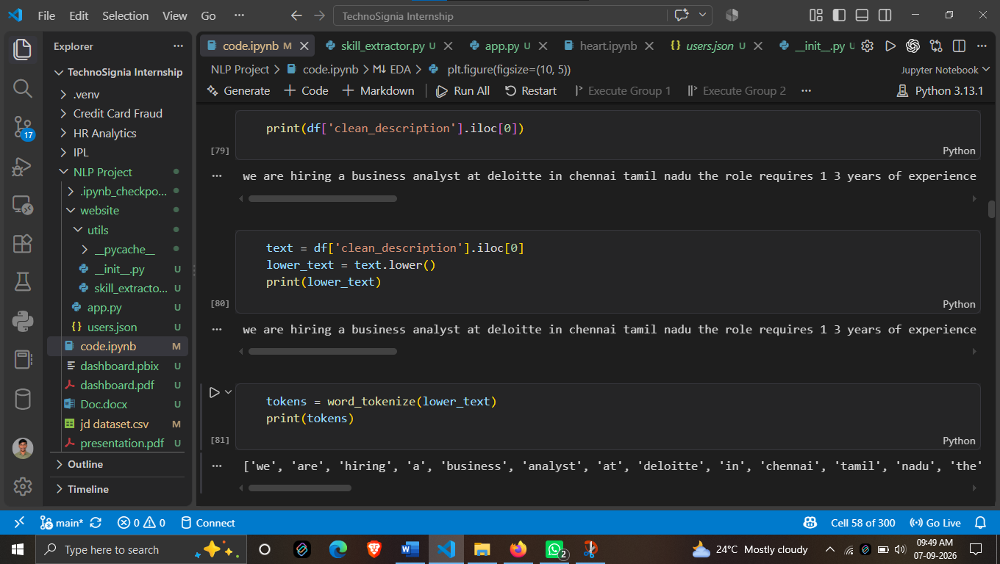 File Edit Selection View Go ··· TechnoSignia Internship
Explorer ···
TechnoSignia Internship
.venv
Credit Card Fraud
HR Analytics
IPL
NLP Project
.ipynb_checkpo...
website
utils
__pycache__
__init__.py U
skill_extracto... U
app.py U
users.json U
code.ipynb M
dashboard.pbix U
dashboard.pdf U
Doc.docx U
jd dataset.csv M
presentation.pdf U
Outline
Timeline
17
code.ipynb M skill_extractor.py U app.py U heart.ipynb users.json U __init__.py U
NLP Project > code.ipynb > M↓ EDA > plt.figure(figsize=(10, 5))
Jupyter Notebook
Generate + Code + Markdown Run All Restart Execute Group 1 Execute Group 2 ··· Python 3.13.1
print(df['clean_description'].iloc[0])
[79] Python
we are hiring a business analyst at deloitte in chennai tamil nadu the role requires 1 3 years of experience
text = df['clean_description'].iloc[0]
lower_text = text.lower()
print(lower_text)
[80] Python
we are hiring a business analyst at deloitte in chennai tamil nadu the role requires 1 3 years of experience
tokens = word_tokenize(lower_text)
print(tokens)
[81] Python
['we', 'are', 'hiring', 'a', 'business', 'analyst', 'at', 'deloitte', 'in', 'chennai', 'tamil', 'nadu', 'the'
main* 0 0 Connect Cell 58 of 300 Go Live
Type here to search 2 24°C Mostly cloudy 09:49 AM
07-09-2026